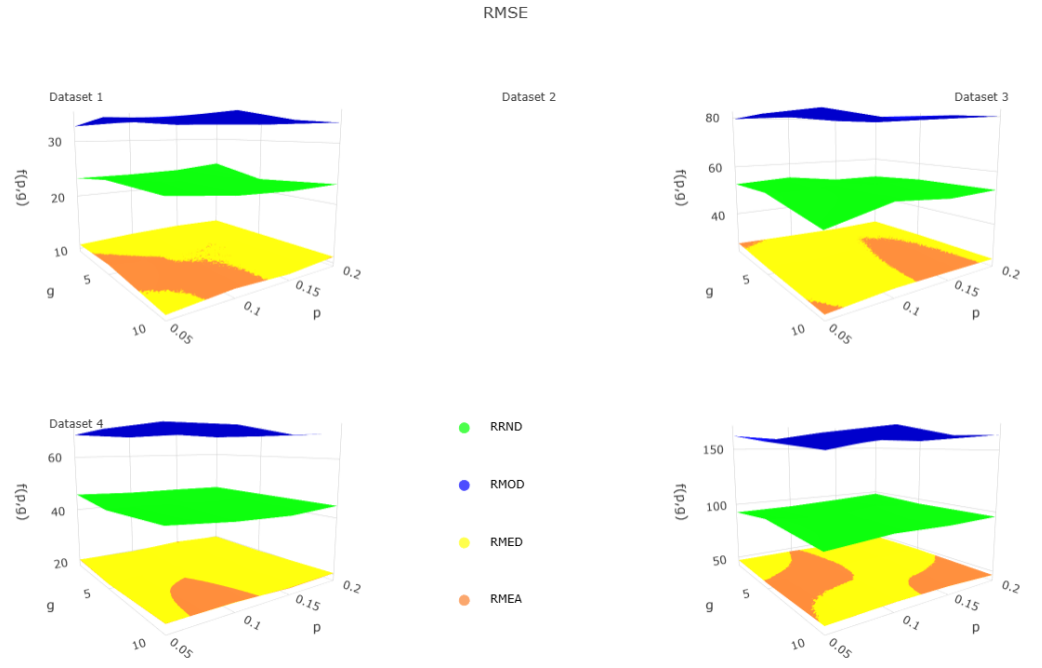 RMSE
Dataset 1
Dataset 2
Dataset 3
30
20
10
f(p,g)
5
10
g
0.05
0.1
0.15
0.2
p
80
60
40
f(p,g)
5
10
g
0.05
0.1
0.15
0.2
p
Dataset 4
60
40
20
f(p,g)
5
10
g
0.05
0.1
0.15
0.2
p
RRND
RMOD
RMED
RMEA
150
100
50
f(p,g)
5
10
g
0.05
0.1
0.15
0.2
p